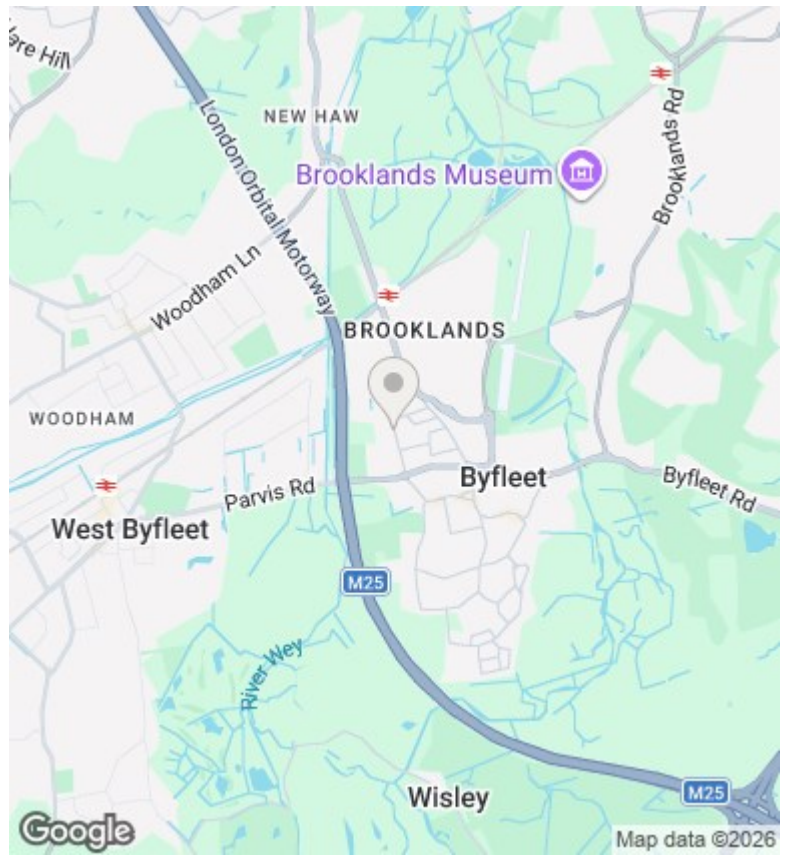 are Hill
NEW HAW
London Orbital Motorway
Brooklands Museum
Brooklands Rd
Woodham Ln
BROOKLANDS
WOODHAM
Byfleet
Parvis Rd
Byfleet Rd
West Byfleet
M25
River Wey
Wisley
M25
Google
Map data ©2026